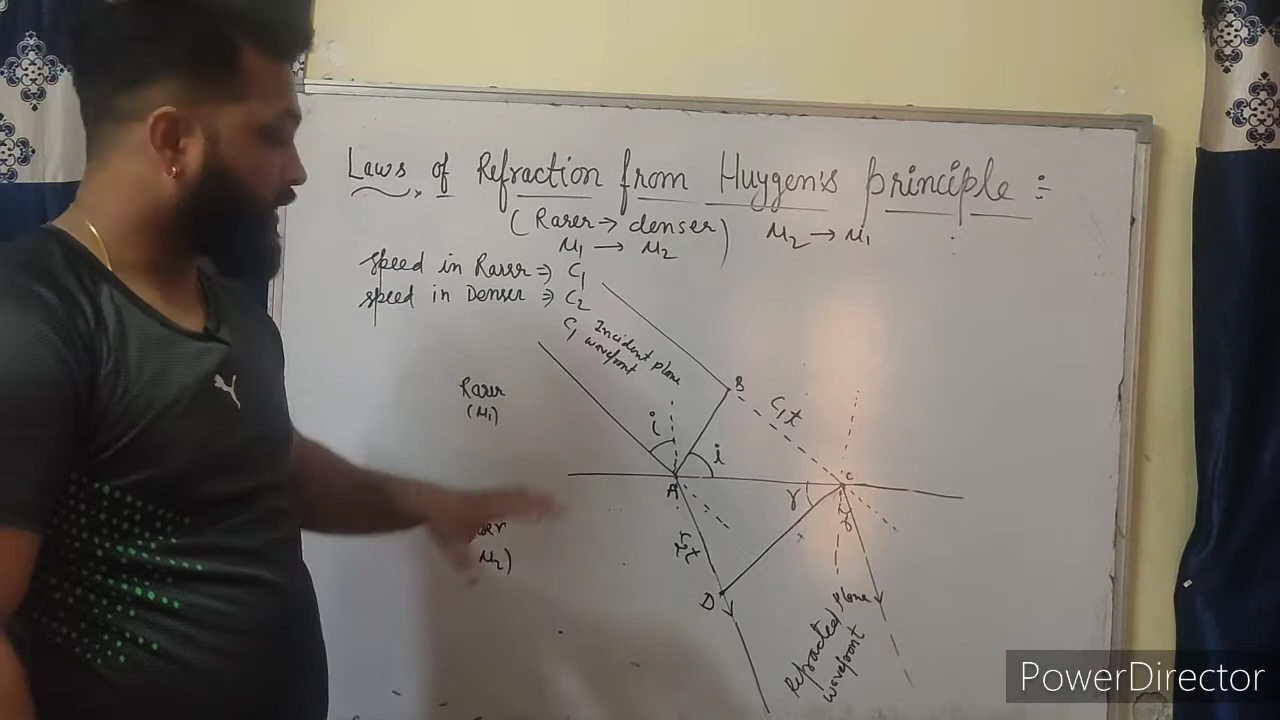 Laws of Refraction from Huygen's principle :-
(Rarer → denser) μ2 → μ1
μ1 → μ2
speed in Rarer ⇒ C1
speed in Denser ⇒ C2
C1
Incident plane
wavefront
Rarer
(μ1)
B
C1t
i
i
A
C
r
r
C2t
μ2)
D
Refracted plane
wavefront
PowerDirector